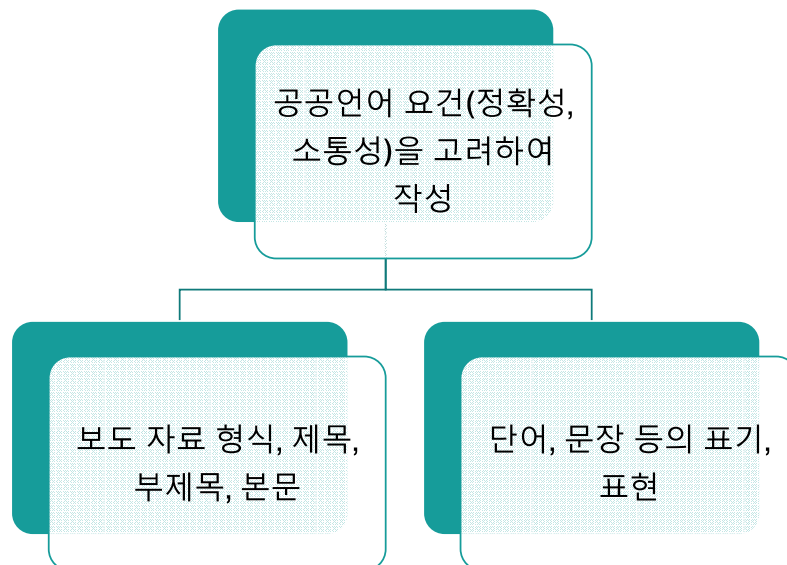 공공언어 요건(정확성,
소통성)을 고려하여
작성
보도 자료 형식, 제목,
부제목, 본문
단어, 문장 등의 표기,
표현